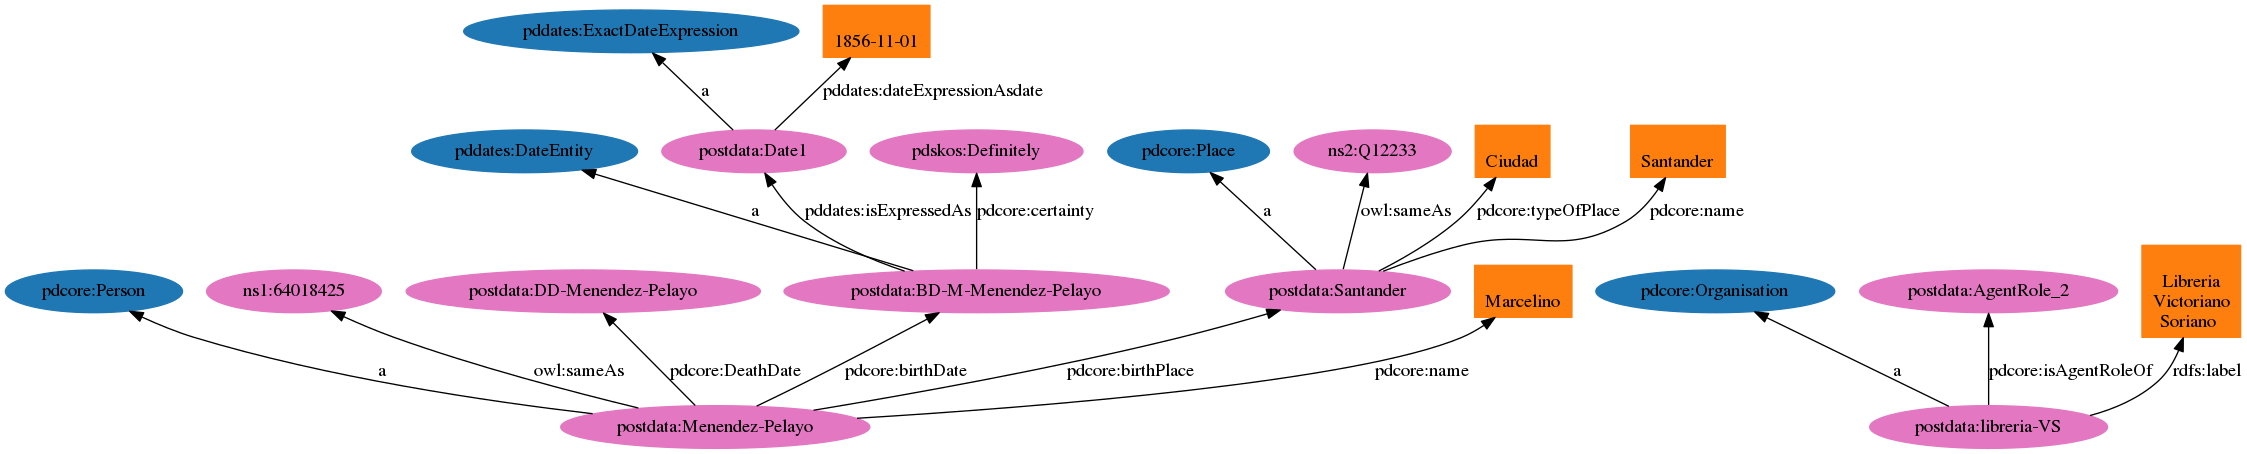 pddates:ExactDateExpression
1856-11-01
a
pddates:dateExpressionAsdate
pddates:DateEntity
postdata:Date1
pdskos:Definitely
pdcore:Place
ns2:Q12233
Ciudad
Santander
a
pddates:isExpressedAs
pdcore:certainty
a
owl:sameAs
pdcore:typeOfPlace
pdcore:name
pdcore:Person
ns1:64018425
postdata:DD-Menendez-Pelayo
postdata:BD-M-Menendez-Pelayo
postdata:Santander
Marcelino
pdcore:Organisation
postdata:AgentRole_2
Libreria
Victoriano
Soriano
a
owl:sameAs
pdcore:DeathDate
pdcore:birthDate
pdcore:birthPlace
pdcore:name
a
pdcore:isAgentRoleOf
rdfs:label
postdata:Menendez-Pelayo
postdata:libreria-VS